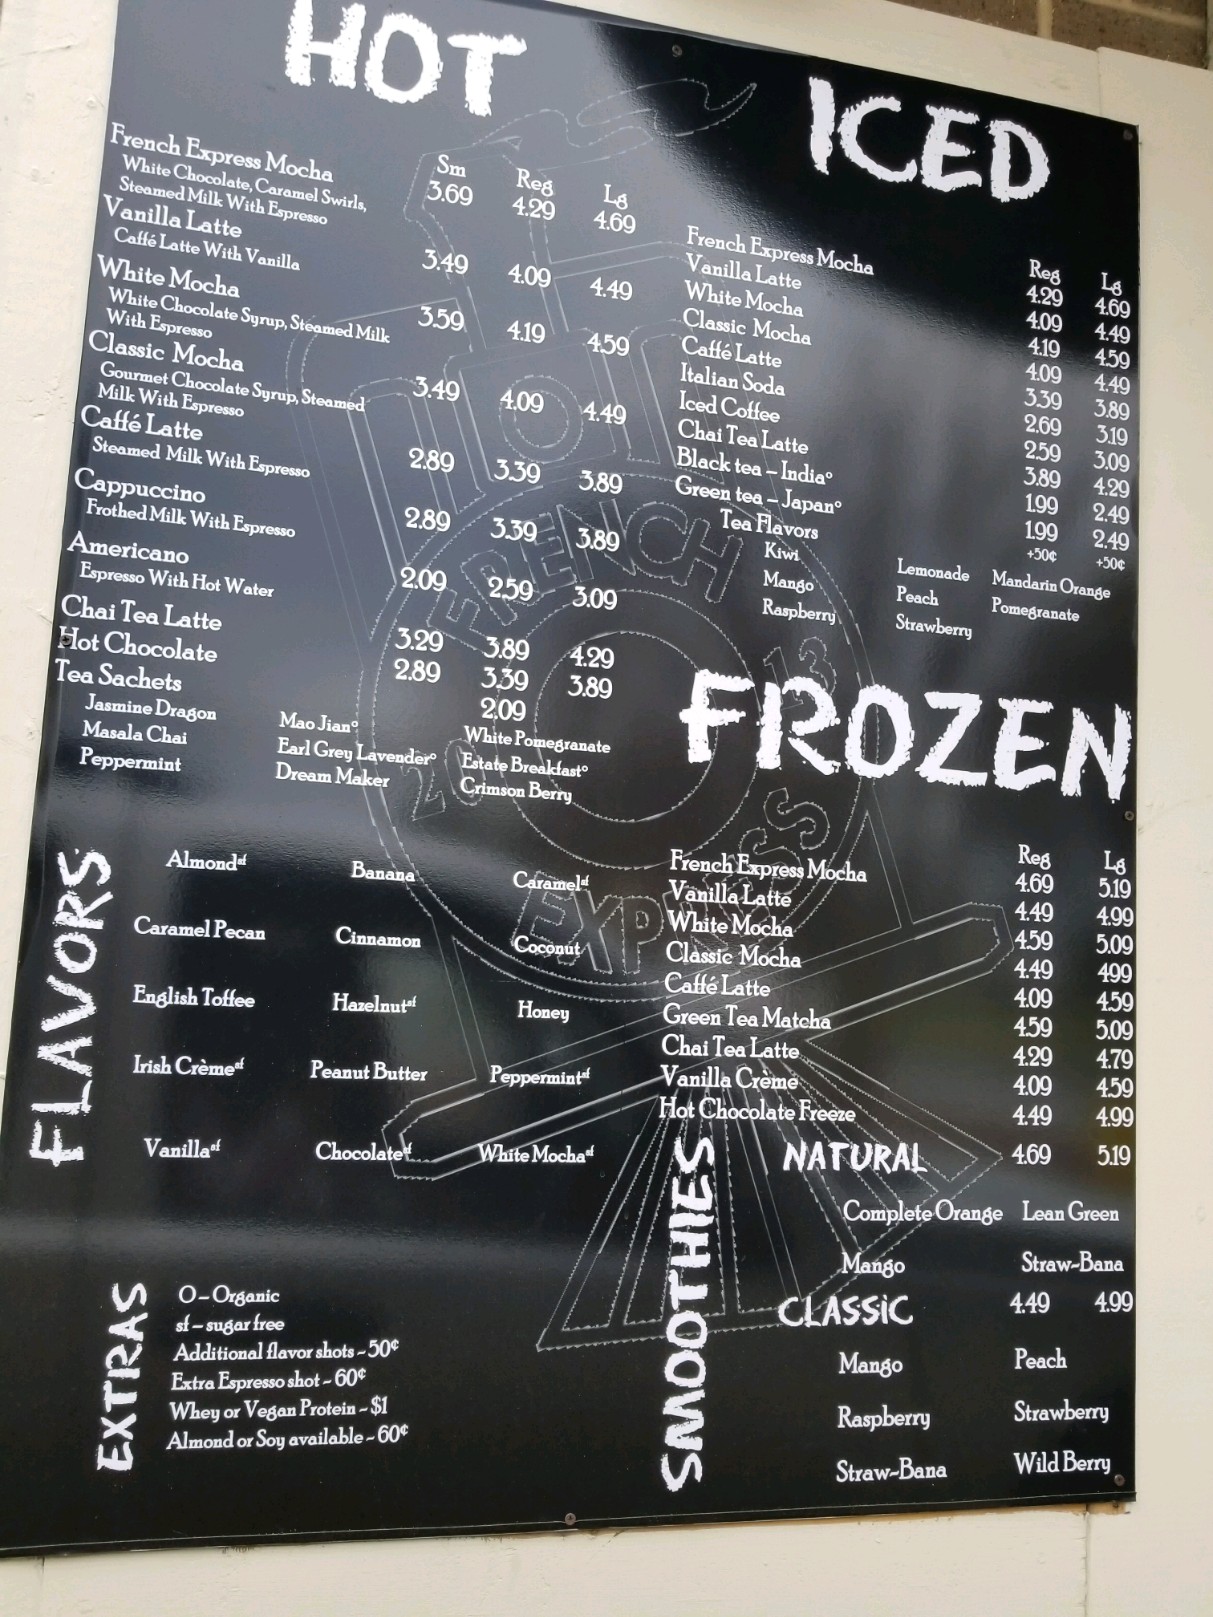 HOT
Sm Reg Lg
French Express Mocha 3.69 4.29 4.69
White Chocolate, Caramel Swirls,
Steamed Milk With Espresso
Vanilla Latte 3.49 4.09 4.49
Caffé Latte With Vanilla
White Mocha 3.59 4.19 4.59
White Chocolate Syrup, Steamed Milk
With Espresso
Classic Mocha 3.49 4.09 4.49
Gourmet Chocolate Syrup, Steamed
Milk With Espresso
Caffé Latte 2.89 3.39 3.89
Steamed Milk With Espresso
Cappuccino 2.89 3.39 3.89
Frothed Milk With Espresso
Americano 2.09 2.59 3.09
Espresso With Hot Water
Chai Tea Latte 3.29 3.89 4.29
Hot Chocolate 2.89 3.39 3.89
Tea Sachets 2.09
Jasmine Dragon Mao Jian° White Pomegranate
Masala Chai Earl Grey Lavender° Estate Breakfast°
Peppermint Dream Maker Crimson Berry
FLAVORS
Almond sf Banana Caramel sf
Caramel Pecan Cinnamon Coconut
English Toffee Hazelnut sf Honey
Irish Crème sf Peanut Butter Peppermint sf
Vanilla sf Chocolate sf White Mocha sf
EXTRAS
O – Organic
sf – sugar free
Additional flavor shots ~ 50¢
Extra Espresso shot ~ 60¢
Whey or Vegan Protein ~ $1
Almond or Soy available ~ 60¢
ICED
Reg Lg
French Express Mocha 4.29 4.69
Vanilla Latte 4.09 4.49
White Mocha 4.19 4.59
Classic Mocha 4.09 4.49
Caffé Latte 3.39 3.89
Italian Soda 2.69 3.19
Iced Coffee 2.59 3.09
Chai Tea Latte 3.89 4.29
Black tea – India° 1.99 2.49
Green tea – Japan° 1.99 2.49
Tea Flavors +50¢ +50¢
Kiwi Lemonade Mandarin Orange
Mango Peach Pomegranate
Raspberry Strawberry
FROZEN
Reg Lg
French Express Mocha 4.69 5.19
Vanilla Latte 4.49 4.99
White Mocha 4.59 5.09
Classic Mocha 4.49 499
Caffé Latte 4.09 4.59
Green Tea Matcha 4.59 5.09
Chai Tea Latte 4.29 4.79
Vanilla Crème 4.09 4.59
Hot Chocolate Freeze 4.49 4.99
SMOOTHIES
NATURAL 4.69 5.19
Complete Orange Lean Green
Mango Straw~Bana
CLASSIC 4.49 4.99
Mango Peach
Raspberry Strawberry
Straw~Bana Wild Berry
FRENCH
20 13
EXPRESS